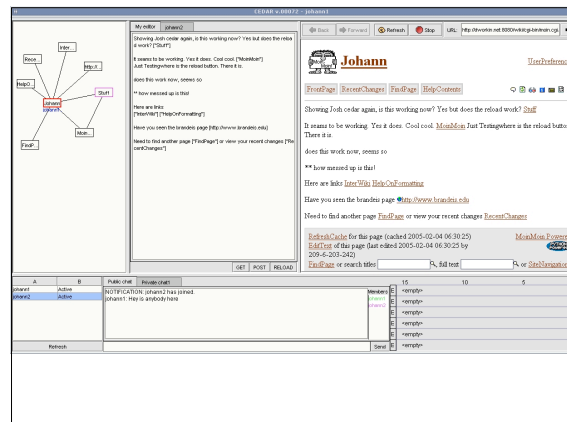 CEDAR v.00072 - johann1
Inter...
Rece...
http://...
HelpO...
Stuff
Johann
johann1
Moin...
FindP...
My editor johann2
Showing Josh cedar again, is this working now? Yes but does the reloa
d work? ["Stuff"]
It seams to be working. Yes it does. Cool cool. ["MoinMoin"]
Just Testingwhere is the reload button. There it is.
does this work now, seems so
** how messed up is this!
Here are links
["InterWiki"] ["HelpOnFormatting"]
Have you seen the brandeis page [http://www.brandeis.edu]
Need to find another page ["FindPage"] or view your recent changes ["Re
centChanges"]
GET POST RELOAD
Back Forward Refresh Stop URL:
Johann
UserPreferenc
FrontPage RecentChanges FindPage HelpContents
Showing Josh cedar again, is this working now? Yes but does the reload work? Stuff
It seams to be working. Yes it does. Cool cool. MoinMoin Just Testingwhere is the reload butto
There it is.
does this work now, seems so
** how messed up is this!
Here are links InterWiki HelpOnFormatting
Have you seen the brandeis page http://www.brandeis.edu
Need to find another page FindPage or view your recent changes RecentChanges
RefreshCache for this page (cached 2005-02-04 06:30:25)
MoinMoin Powere
EditText of this page (last edited 2005-02-04 06:30:25 by
209-6-203-242)
FindPage or search titles full text or SiteNavigation
A B
johann1 Active
johann2 Active
Refresh
Public chat Private chat1
NOTIFICATION: johann2 has joined.
johann1: Hey is anybody here
Members
johann1
johann2
Send
15 10 5
E <empty>
E <empty>
E <empty>
E <empty>
E <empty>
E <empty>